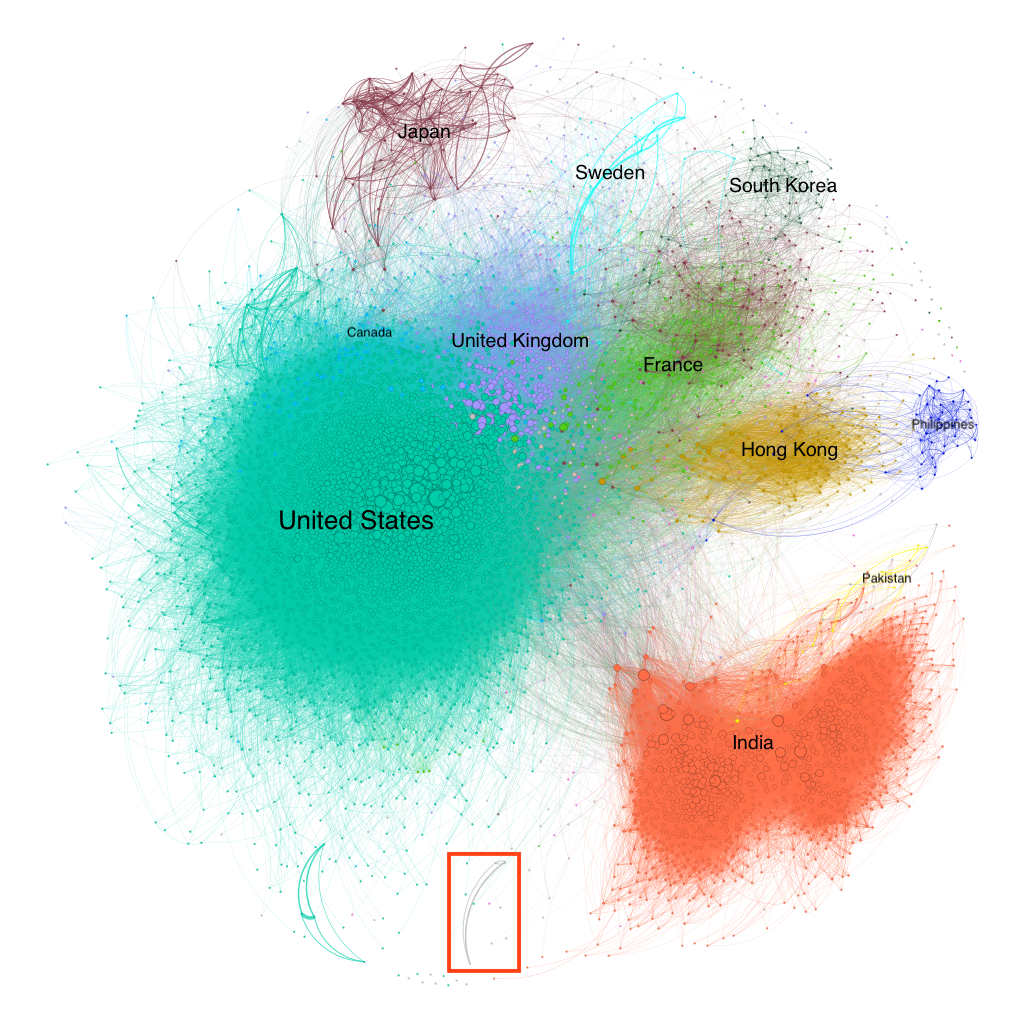 Japan
Sweden
South Korea
Canada
United Kingdom
France
Philippines
Hong Kong
United States
Pakistan
India